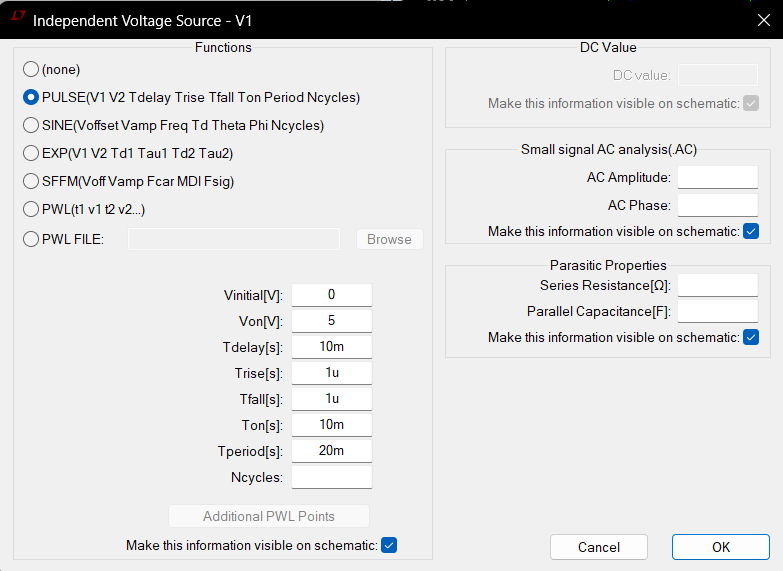 Independent Voltage Source - V1
Functions
(none)
PULSE(V1 V2 Tdelay Trise Tfall Ton Period Ncycles)
SINE(Voffset Vamp Freq Td Theta Phi Ncycles)
EXP(V1 V2 Td1 Tau1 Td2 Tau2)
SFFM(Voff Vamp Fcar MDI Fsig)
PWL(t1 v1 t2 v2...)
PWL FILE: Browse
Vinitial[V]: 0
Von[V]: 5
Tdelay[s]: 10m
Trise[s]: 1u
Tfall[s]: 1u
Ton[s]: 10m
Tperiod[s]: 20m
Ncycles:
Additional PWL Points
Make this information visible on schematic:
DC Value
DC value:
Make this information visible on schematic:
Small signal AC analysis(.AC)
AC Amplitude:
AC Phase:
Make this information visible on schematic:
Parasitic Properties
Series Resistance[Ω]:
Parallel Capacitance[F]:
Make this information visible on schematic:
Cancel OK